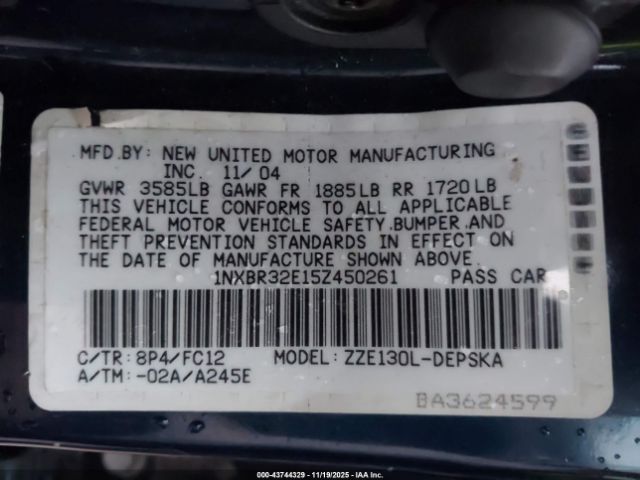 MFD.BY: NEW UNITED MOTOR MANUFACTURING
INC. 11/04
GVWR 3585LB GAWR FR 1885LB RR 1720LB
THIS VEHICLE CONFORMS TO ALL APPLICABLE
FEDERAL MOTOR VEHICLE SAFETY.BUMPER.AND
THEFT PREVENTION STANDARDS IN EFFECT ON
THE DATE OF MANUFACTURE SHOWN ABOVE.
1NXBR32E15Z450261 PASS CAR
C/TR: 8P4/FC12 MODEL: ZZE130L-DEPSKA
A/TM: -02A/A245E
BA3624599
000-43744329 - 11/19/2025 - IAA Inc.